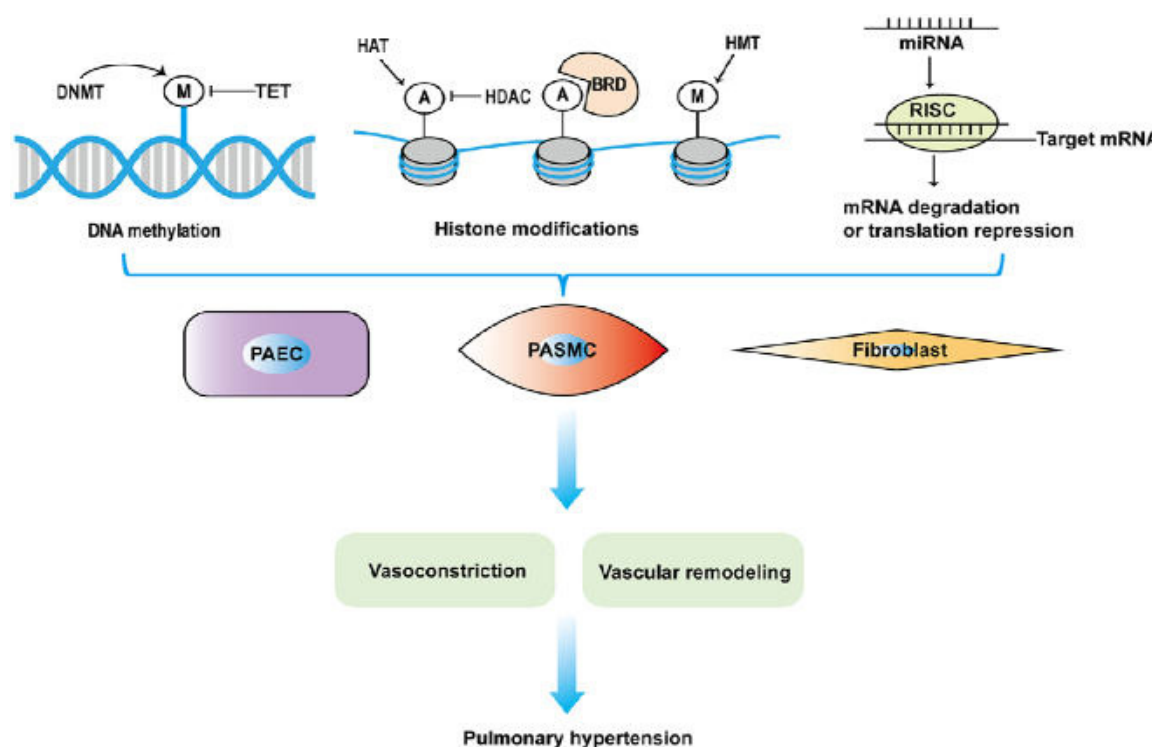 DNMT
M
TET
DNA methylation
HAT
A
HDAC
A
BRD
HMT
M
Histone modifications
miRNA
RISC
Target mRNA
mRNA degradation
or translation repression
PAEC
PASMC
Fibroblast
Vasoconstriction
Vascular remodeling
Pulmonary hypertension